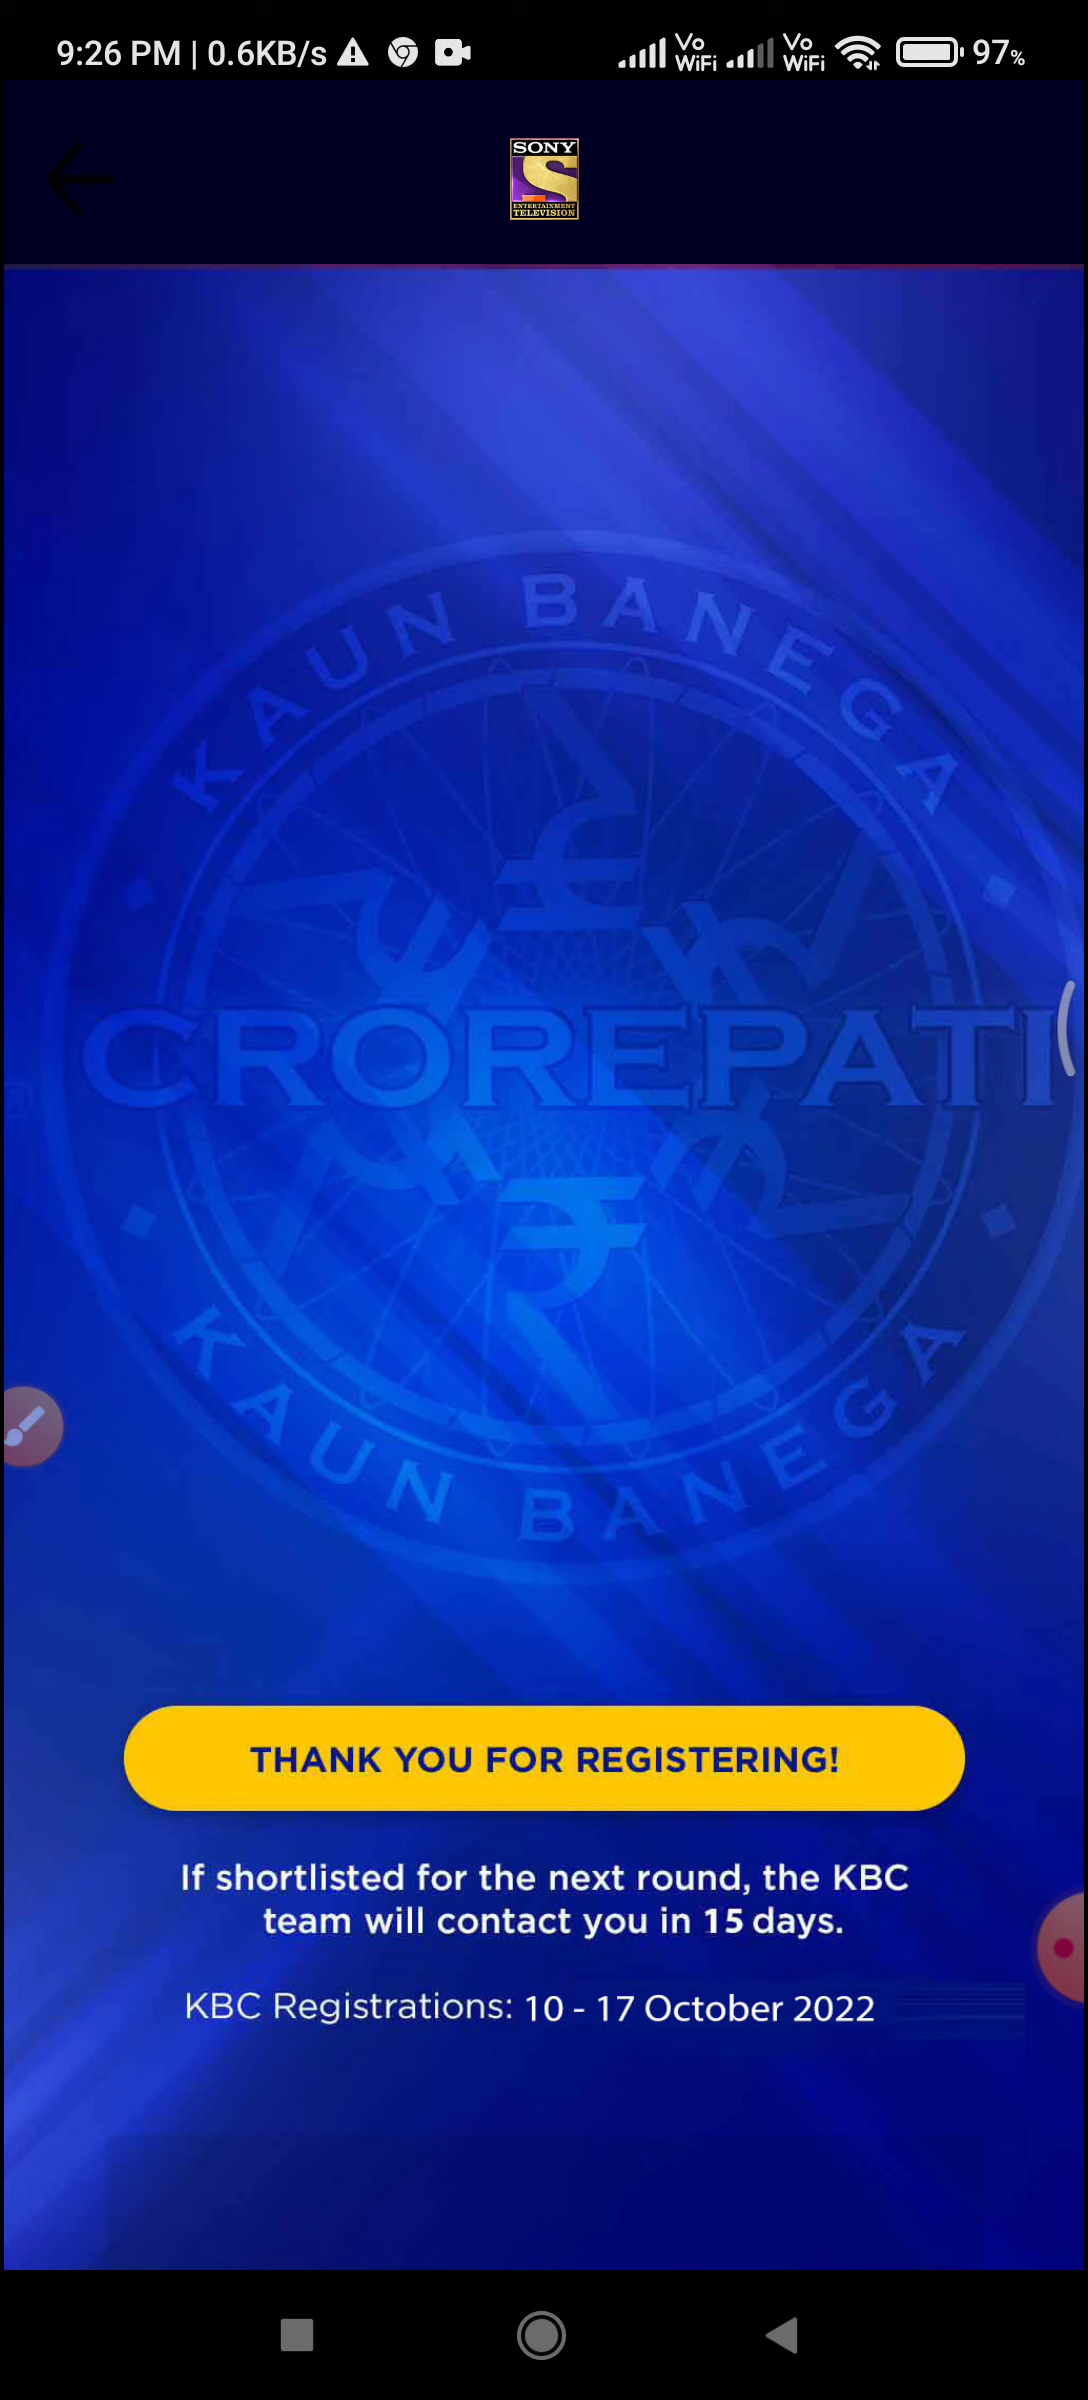 9:26 PM | 0.6KB/s
Vo WiFi
Vo WiFi
97%
SONY
ENTERTAINMENT
TELEVISION
KAUN BANEGA
CROREPATI
®
KAUN BANEGA
THANK YOU FOR REGISTERING!
If shortlisted for the next round, the KBC
team will contact you in 15 days.
KBC Registrations: 10 - 17 October 2022